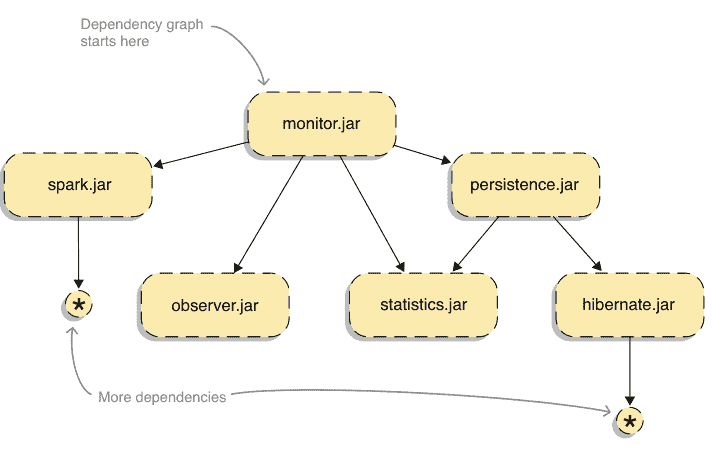 Dependency graph
starts here
monitor.jar
spark.jar
persistence.jar
*
observer.jar
statistics.jar
hibernate.jar
More dependencies
*